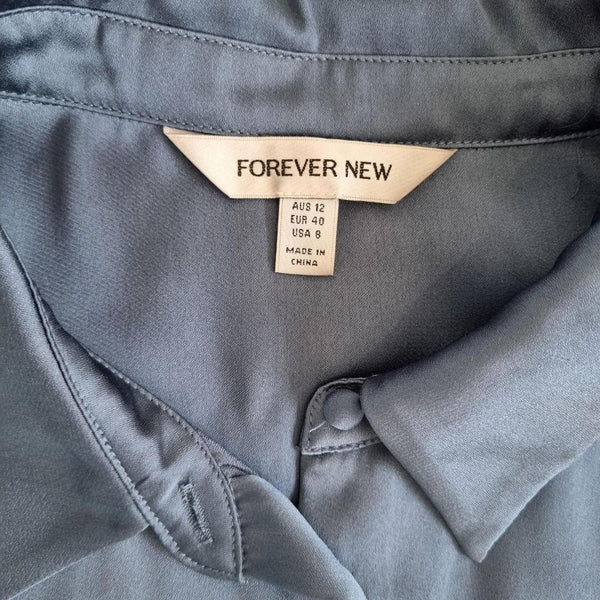 FOREVER NEW
AUS 12
EUR 40
USA 8
MADE IN
CHINA